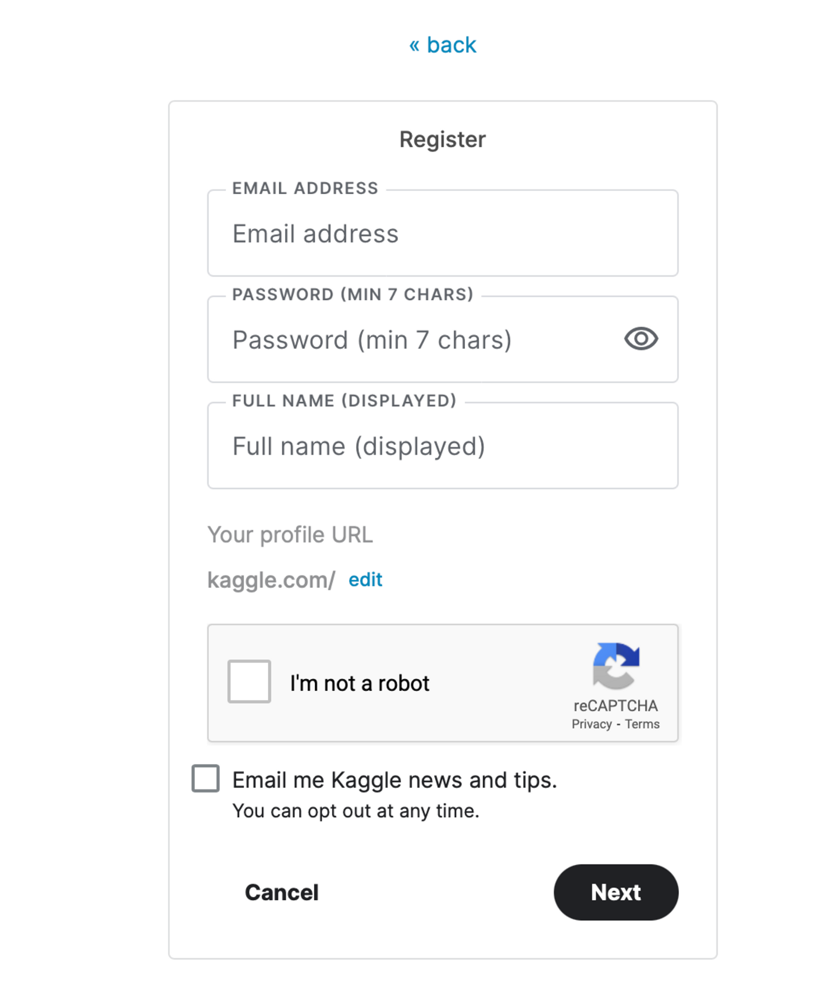 « back
Register
EMAIL ADDRESS
Email address
PASSWORD (MIN 7 CHARS)
Password (min 7 chars)
FULL NAME (DISPLAYED)
Full name (displayed)
Your profile URL
kaggle.com/ edit
I'm not a robot
reCAPTCHA
Privacy - Terms
Email me Kaggle news and tips.
You can opt out at any time.
Cancel Next